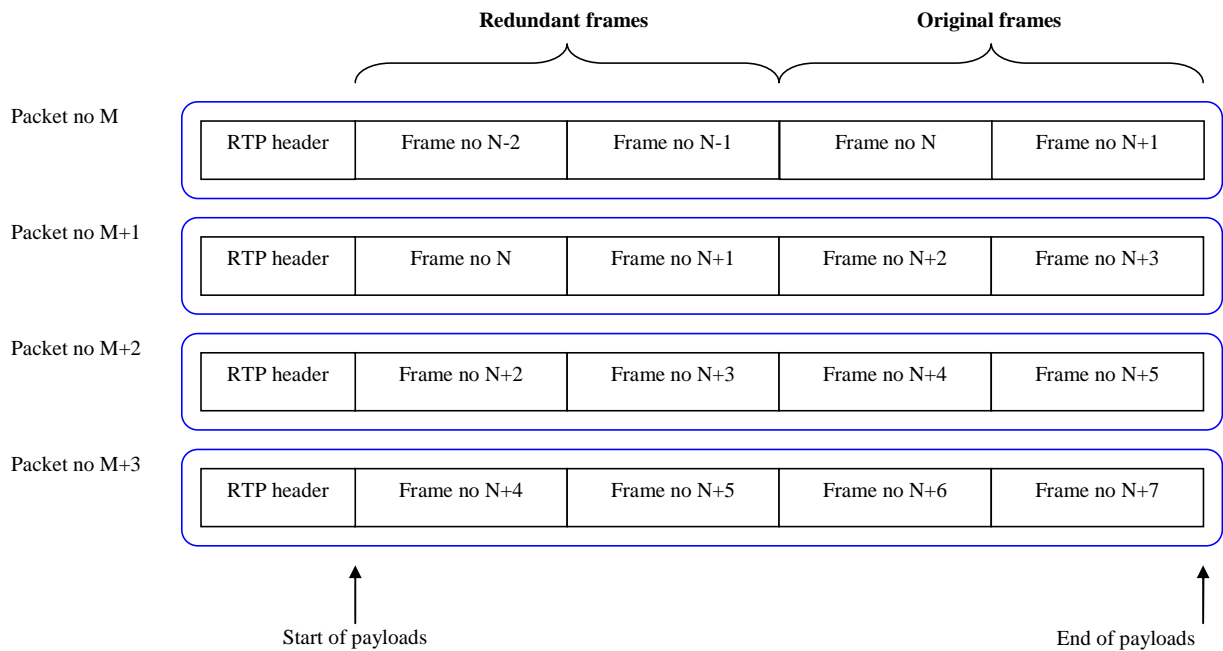 Redundant frames Original frames
Packet no M
RTP header Frame no N-2 Frame no N-1 Frame no N Frame no N+1
Packet no M+1
RTP header Frame no N Frame no N+1 Frame no N+2 Frame no N+3
Packet no M+2
RTP header Frame no N+2 Frame no N+3 Frame no N+4 Frame no N+5
Packet no M+3
RTP header Frame no N+4 Frame no N+5 Frame no N+6 Frame no N+7
Start of payloads End of payloads